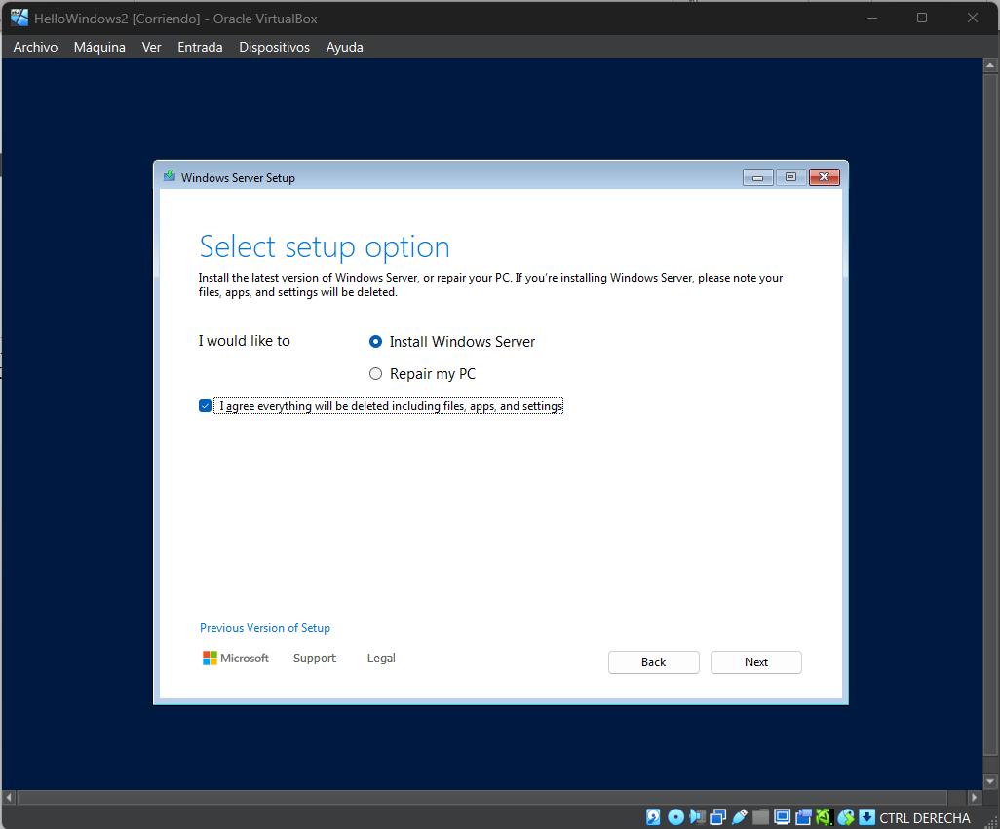 HelloWindows2 [Corriendo] - Oracle VirtualBox
Archivo Máquina Ver Entrada Dispositivos Ayuda
Windows Server Setup
Select setup option
Install the latest version of Windows Server, or repair your PC. If you're installing Windows Server, please note your
files, apps, and settings will be deleted.
I would like to
Install Windows Server
Repair my PC
I agree everything will be deleted including files, apps, and settings
Previous Version of Setup
Microsoft Support Legal
Back Next
CTRL DERECHA